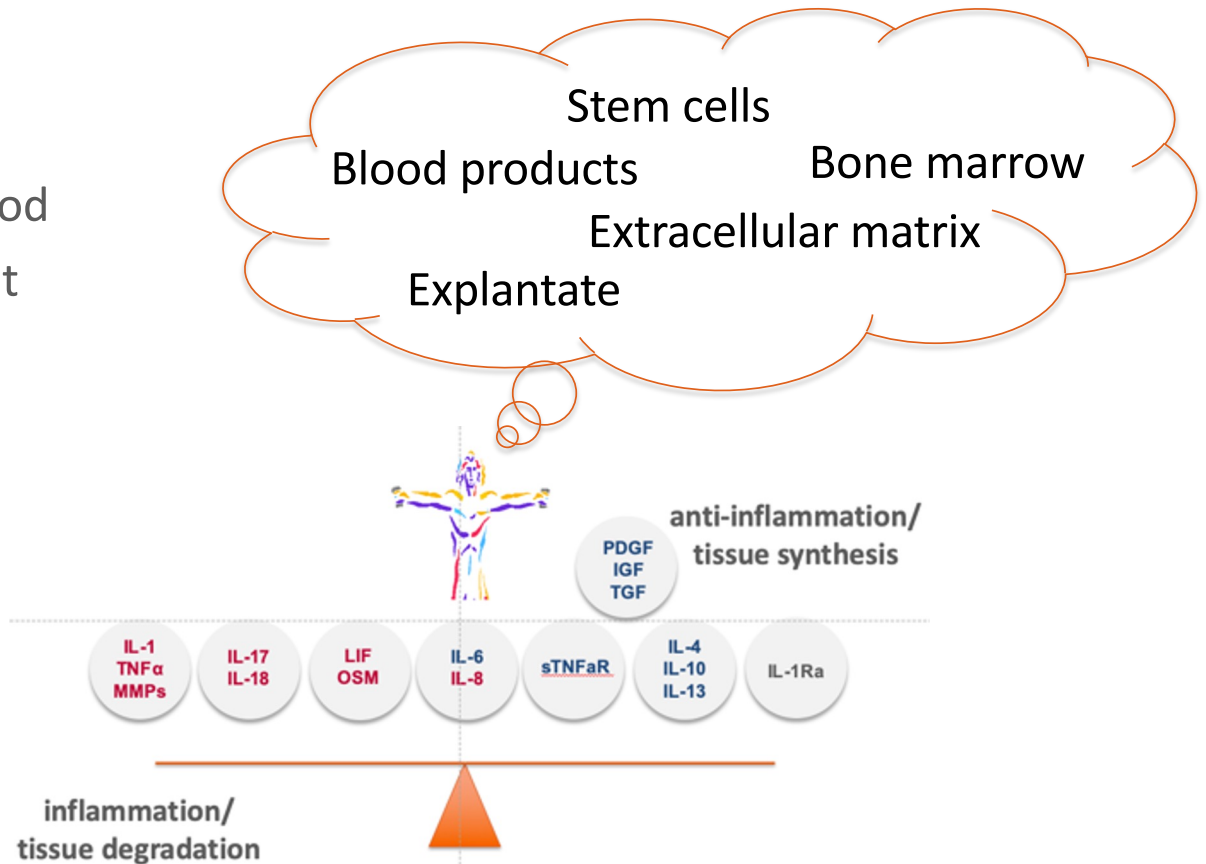 Stem cells
Blood products
Bone marrow
Extracellular matrix
Explantate
od
t
anti-inflammation/
tissue synthesis
PDGF
IGF
TGF
IL-1
TNFα
MMPs
IL-17
IL-18
LIF
OSM
IL-6
IL-8
sTNFaR
IL-4
IL-10
IL-13
IL-1Ra
inflammation/
tissue degradation